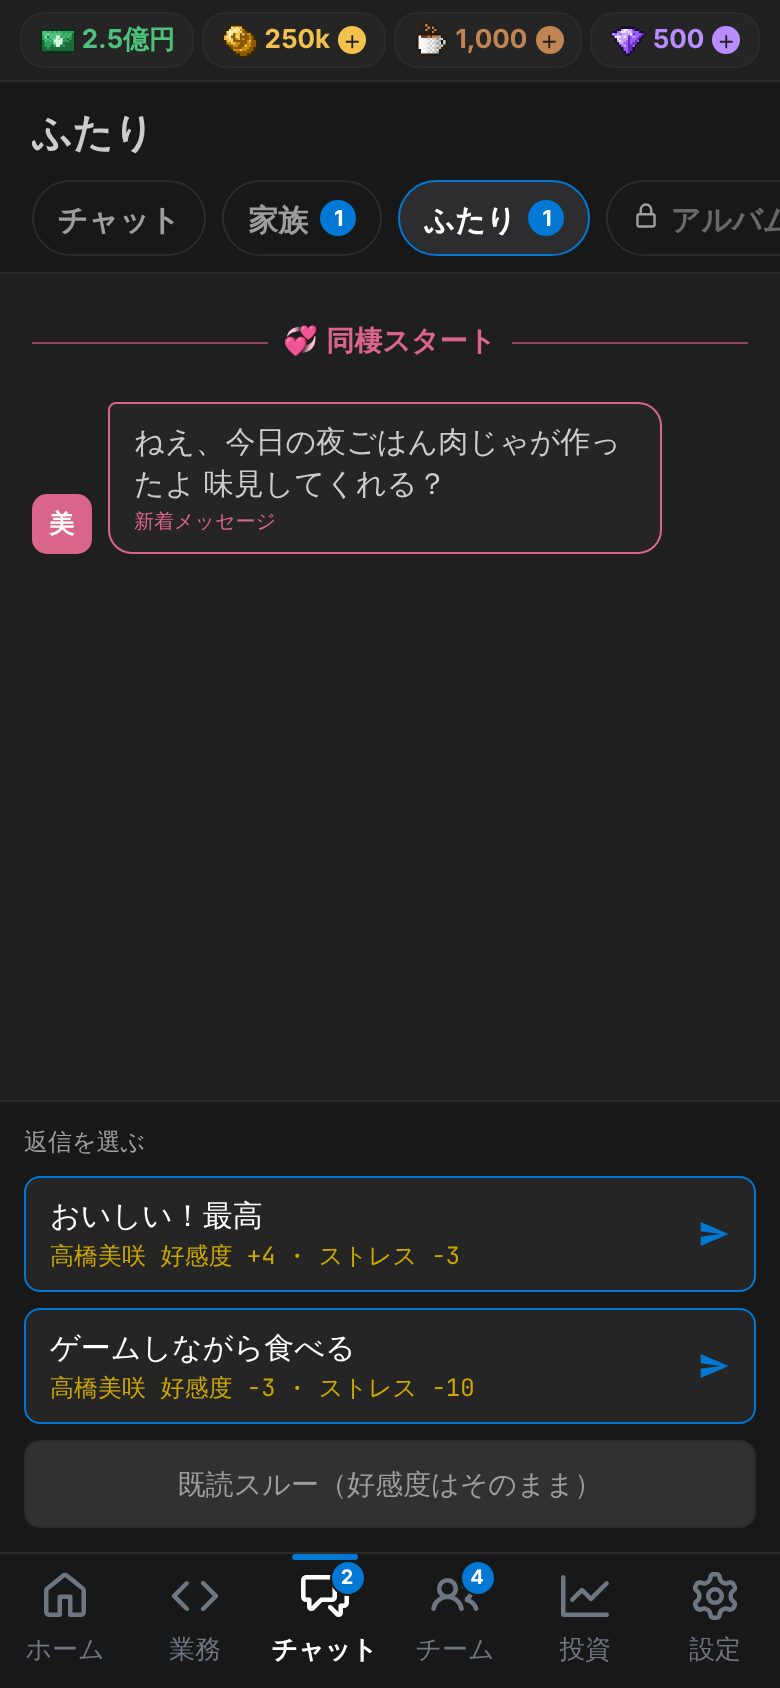 2.5億円 250k + 1,000 + 500 +
ふたり
チャット 家族 1 ふたり 1 アルバム
💞 同棲スタート
ねえ、今日の夜ごはん肉じゃが作っ
たよ 味見してくれる？
新着メッセージ
美
返信を選ぶ
おいしい！最高
高橋美咲 好感度 +4 ・ ストレス -3
ゲームしながら食べる
高橋美咲 好感度 -3 ・ ストレス -10
既読スルー（好感度はそのまま）
2 4
ホーム 業務 チャット チーム 投資 設定